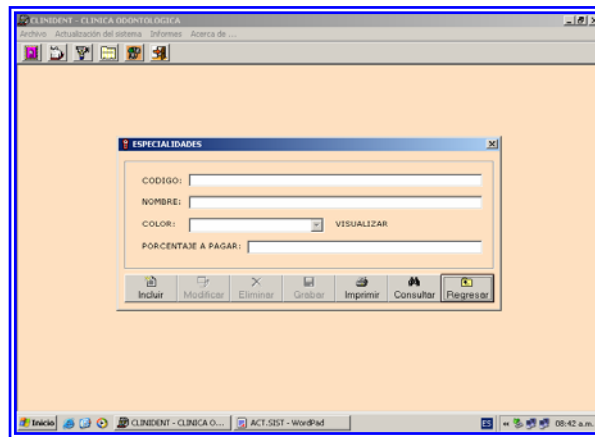 CLINIDENT - CLINICA ODONTOLOGICA
Archivo Actualización del sistema Informes Acerca de ...
ESPECIALIDADES
CODIGO:
NOMBRE:
COLOR: VISUALIZAR
PORCENTAJE A PAGAR:
Incluir Modificar Eliminar Grabar Imprimir Consultar Regresar
Inicio CLINIDENT - CLINICA O... ACT.SIST - WordPad ES 08:42 a.m.